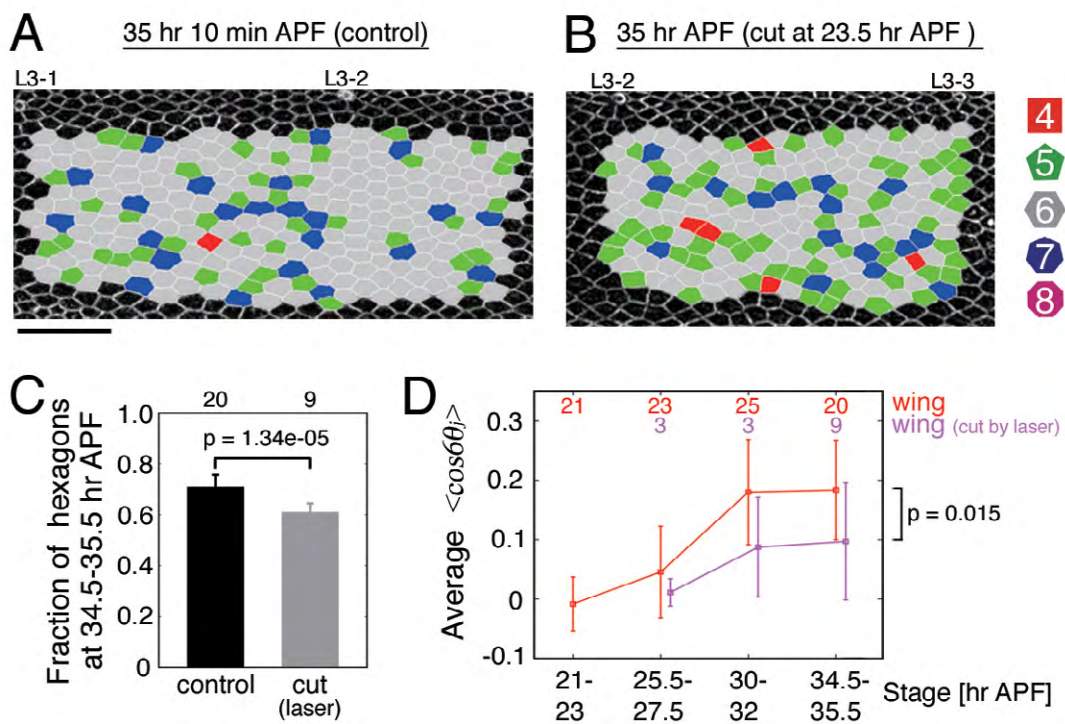 A
35 hr 10 min APF (control)
L3-1
L3-2
B
35 hr APF (cut at 23.5 hr APF )
L3-2
L3-3
4
5
6
7
8
C
20
9
p = 1.34e-05
1.0
0.8
0.6
0.4
0.2
0
Fraction of hexagons
at 34.5-35.5 hr APF
control
cut
(laser)
D
21
23
25
20
wing
3
3
9
wing (cut by laser)
0.3
0.2
0.1
0
-0.1
Average <cos6θj>
p = 0.015
21-
23
25.5-
27.5
30-
32
34.5-
35.5
Stage [hr APF]